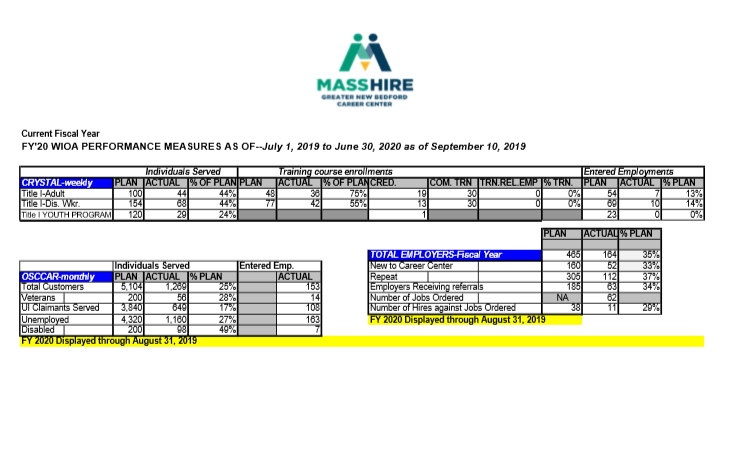 MASSHIRE
GREATER NEW BEDFORD
CAREER CENTER
Current Fiscal Year
FY'20 WIOA PERFORMANCE MEASURES AS OF--July 1, 2019 to June 30, 2020 as of September 10, 2019
Individuals Served Training course enrollments Entered Employments
CRYSTAL-weekly PLAN ACTUAL % OF PLAN PLAN ACTUAL % OF PLAN CRED. COM. TRN TRN.REL.EMP % TRN. PLAN ACTUAL % PLAN
Title I-Adult 100 44 44% 48 36 75% 19 30 0 0% 54 7 13%
Title I-Dis. Wkr. 154 68 44% 77 42 55% 13 30 0 0% 69 10 14%
Title I YOUTH PROGRAM 120 29 24% 1 23 0 0%
PLAN ACTUAL % PLAN
TOTAL EMPLOYERS-Fiscal Year 465 164 35%
New to Career Center 160 52 33%
Repeat 305 112 37%
Employers Receiving referrals 185 63 34%
Number of Jobs Ordered NA 62
Number of Hires against Jobs Ordered 38 11 29%
FY 2020 Displayed through August 31, 2019
Individuals Served Entered Emp.
OSCCAR-monthly PLAN ACTUAL % PLAN ACTUAL
Total Customers 5,104 1,269 25% 153
Veterans 200 56 28% 14
UI Claimants Served 3,840 649 17% 108
Unemployed 4,320 1,160 27% 163
Disabled 200 98 49% 7
FY 2020 Displayed through August 31, 2019